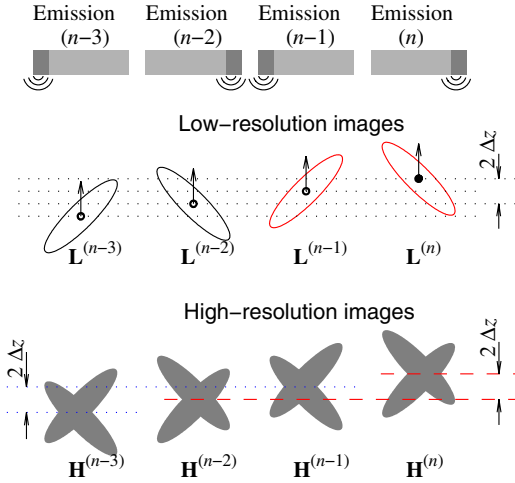 Emission Emission Emission Emission
(n−3) (n−2) (n−1) (n)
Low−resolution images
2 Δz
L(n−3) L(n−2) L(n−1) L(n)
High−resolution images
2 Δz 2 Δz
H(n−3) H(n−2) H(n−1) H(n)